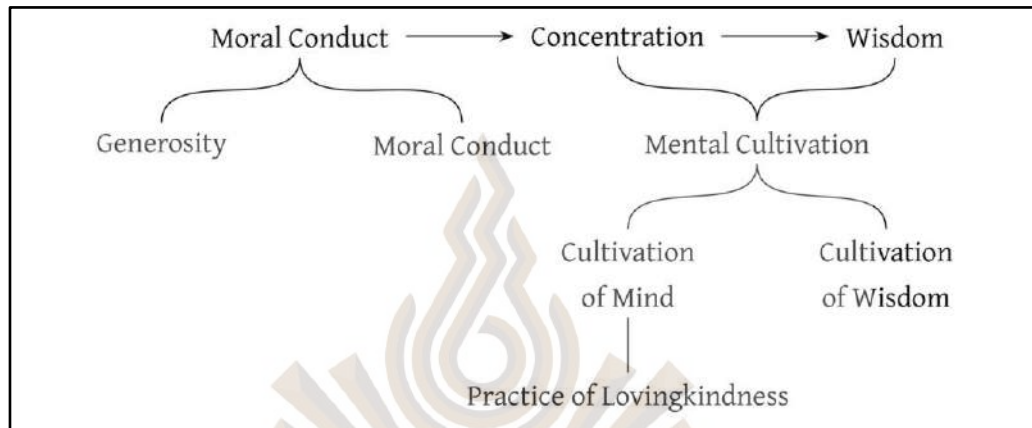 Moral Conduct Concentration Wisdom
Generosity Moral Conduct Mental Cultivation
Cultivation Cultivation
of Mind of Wisdom
Practice of Lovingkindness